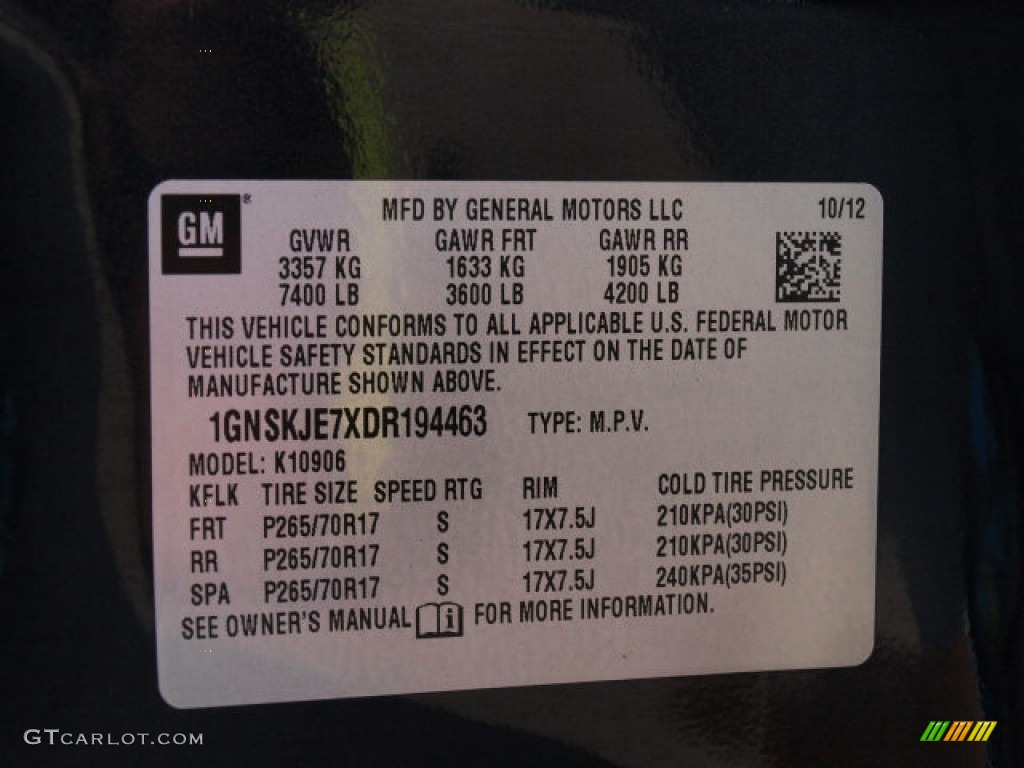 GM ®
MFD BY GENERAL MOTORS LLC 10/12
GVWR GAWR FRT GAWR RR
3357 KG 1633 KG 1905 KG
7400 LB 3600 LB 4200 LB
THIS VEHICLE CONFORMS TO ALL APPLICABLE U.S. FEDERAL MOTOR
VEHICLE SAFETY STANDARDS IN EFFECT ON THE DATE OF
MANUFACTURE SHOWN ABOVE.
1GNSKJE7XDR194463 TYPE: M.P.V.
MODEL: K10906
KFLK TIRE SIZE SPEED RTG RIM COLD TIRE PRESSURE
FRT P265/70R17 S 17X7.5J 210KPA(30PSI)
RR P265/70R17 S 17X7.5J 210KPA(30PSI)
SPA P265/70R17 S 17X7.5J 240KPA(35PSI)
SEE OWNER'S MANUAL i FOR MORE INFORMATION.
GTCARLOT.COM